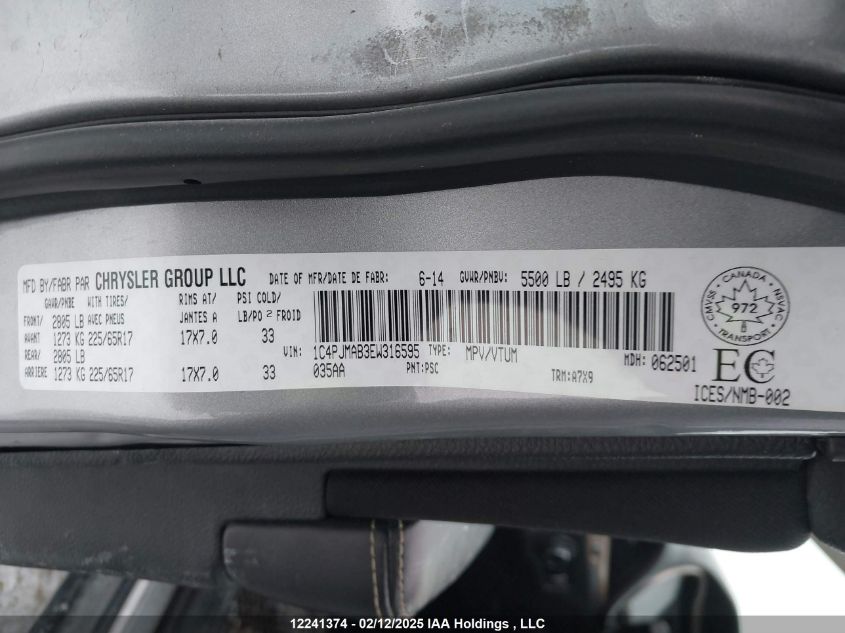 MFD BY/FABR PAR CHRYSLER GROUP LLC DATE OF MFR/DATE DE FABR: 6-14 GVWR/PNBV: 5500 LB / 2495 KG
GAWR/PNBE WITH TIRES/ RIMS AT/ PSI COLD/
FRONT/ 2805 LB AVEC PNEUS JANTES A LB/PO² FROID
AVANT 1273 KG 225/65R17 17X7.0 33
REAR/ 2805 LB
ARRIERE 1273 KG 225/65R17 17X7.0 33
VIN: 1C4PJMAB3EW316595 TYPE: MPV/VTUM MDH: 062501
035AA PNT:PSC TRM:A7X9
CANADA
CMVSS 972 NSVAC
6
TRANSPORT
EC
ICES/NMB-002
12241374 - 02/12/2025 IAA Holdings , LLC